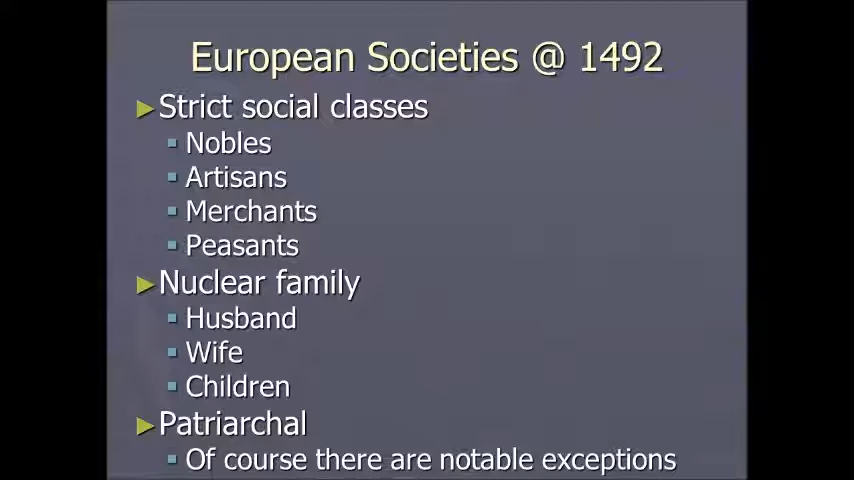 European Societies @ 1492
►Strict social classes
▪ Nobles
▪ Artisans
▪ Merchants
▪ Peasants
►Nuclear family
▪ Husband
▪ Wife
▪ Children
►Patriarchal
▪ Of course there are notable exceptions